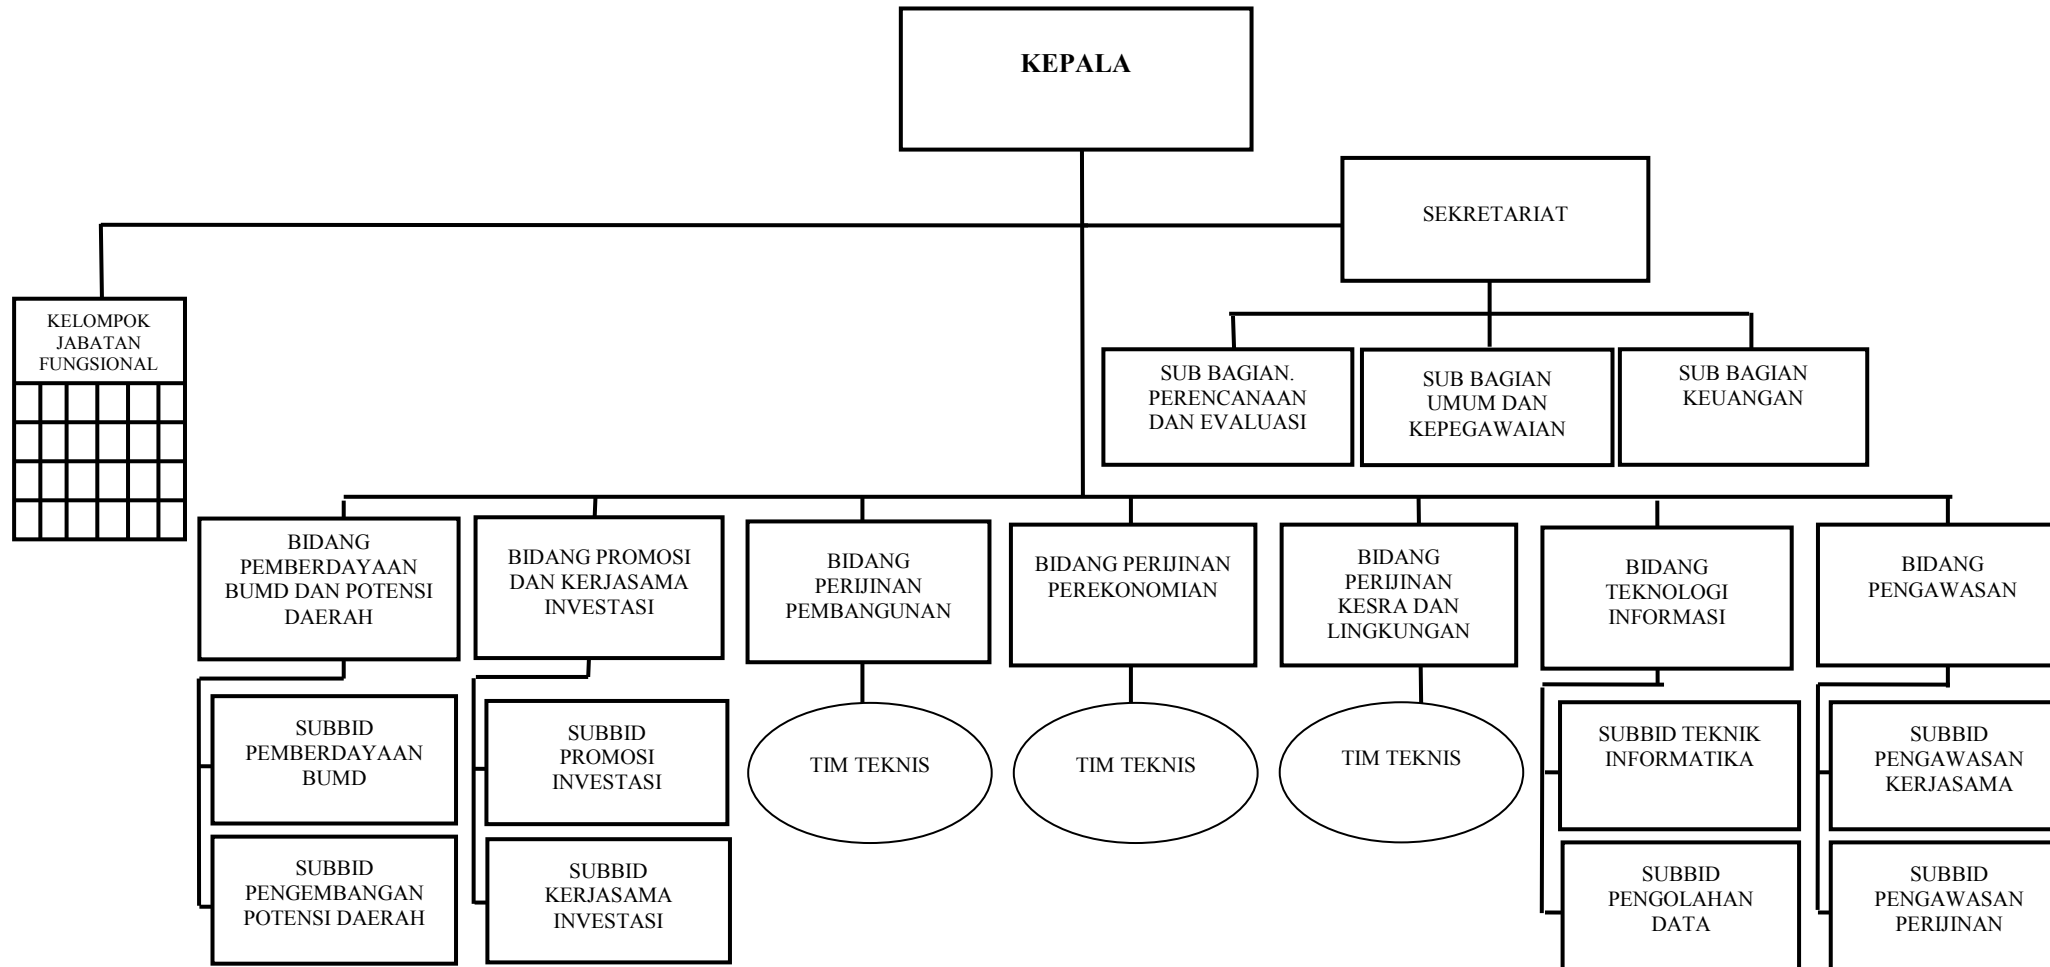 KEPALA
SEKRETARIAT
KELOMPOK
JABATAN
FUNGSIONAL
SUB BAGIAN.
PERENCANAAN
DAN EVALUASI
SUB BAGIAN
UMUM DAN
KEPEGAWAIAN
SUB BAGIAN
KEUANGAN
BIDANG
PEMBERDAYAAN
BUMD DAN POTENSI
DAERAH
BIDANG PROMOSI
DAN KERJASAMA
INVESTASI
BIDANG
PERIJINAN
PEMBANGUNAN
BIDANG PERIJINAN
PEREKONOMIAN
BIDANG
PERIJINAN
KESRA DAN
LINGKUNGAN
BIDANG
TEKNOLOGI
INFORMASI
BIDANG
PENGAWASAN
SUBBID
PEMBERDAYAAN
BUMD
SUBBID
PROMOSI
INVESTASI
TIM TEKNIS
TIM TEKNIS
TIM TEKNIS
SUBBID TEKNIK
INFORMATIKA
SUBBID
PENGAWASAN
KERJASAMA
SUBBID
PENGEMBANGAN
POTENSI DAERAH
SUBBID
KERJASAMA
INVESTASI
SUBBID
PENGOLAHAN
DATA
SUBBID
PENGAWASAN
PERIJINAN